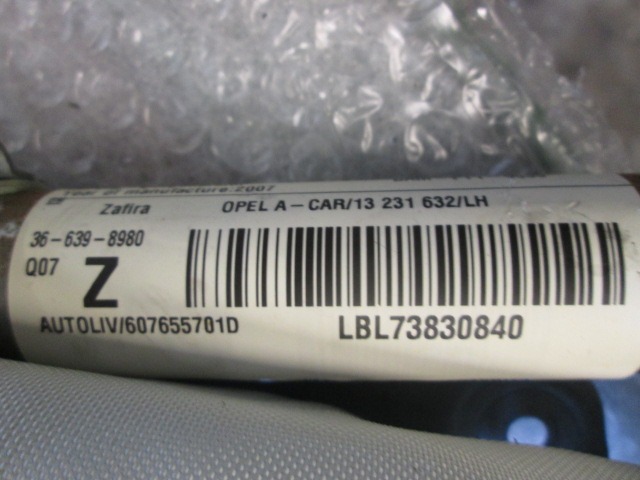 Year of manufacture:2007
Zafira OPEL A-CAR/13 231 632/LH
36-639-8980
Q07 Z
AUTOLIV/607655701D LBL73830840